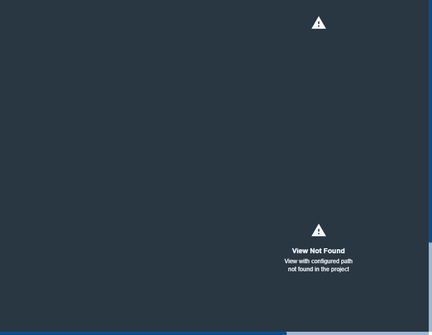 View Not Found
View with configured path
not found in the project